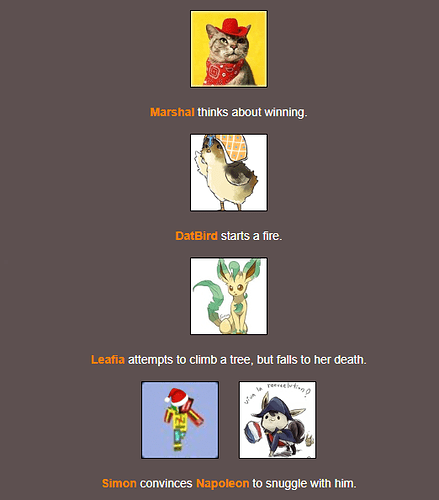 Marshal thinks about winning.
DatBird starts a fire.
Leafia attempts to climb a tree, but falls to her death.
Simon convinces Napoleon to snuggle with him.